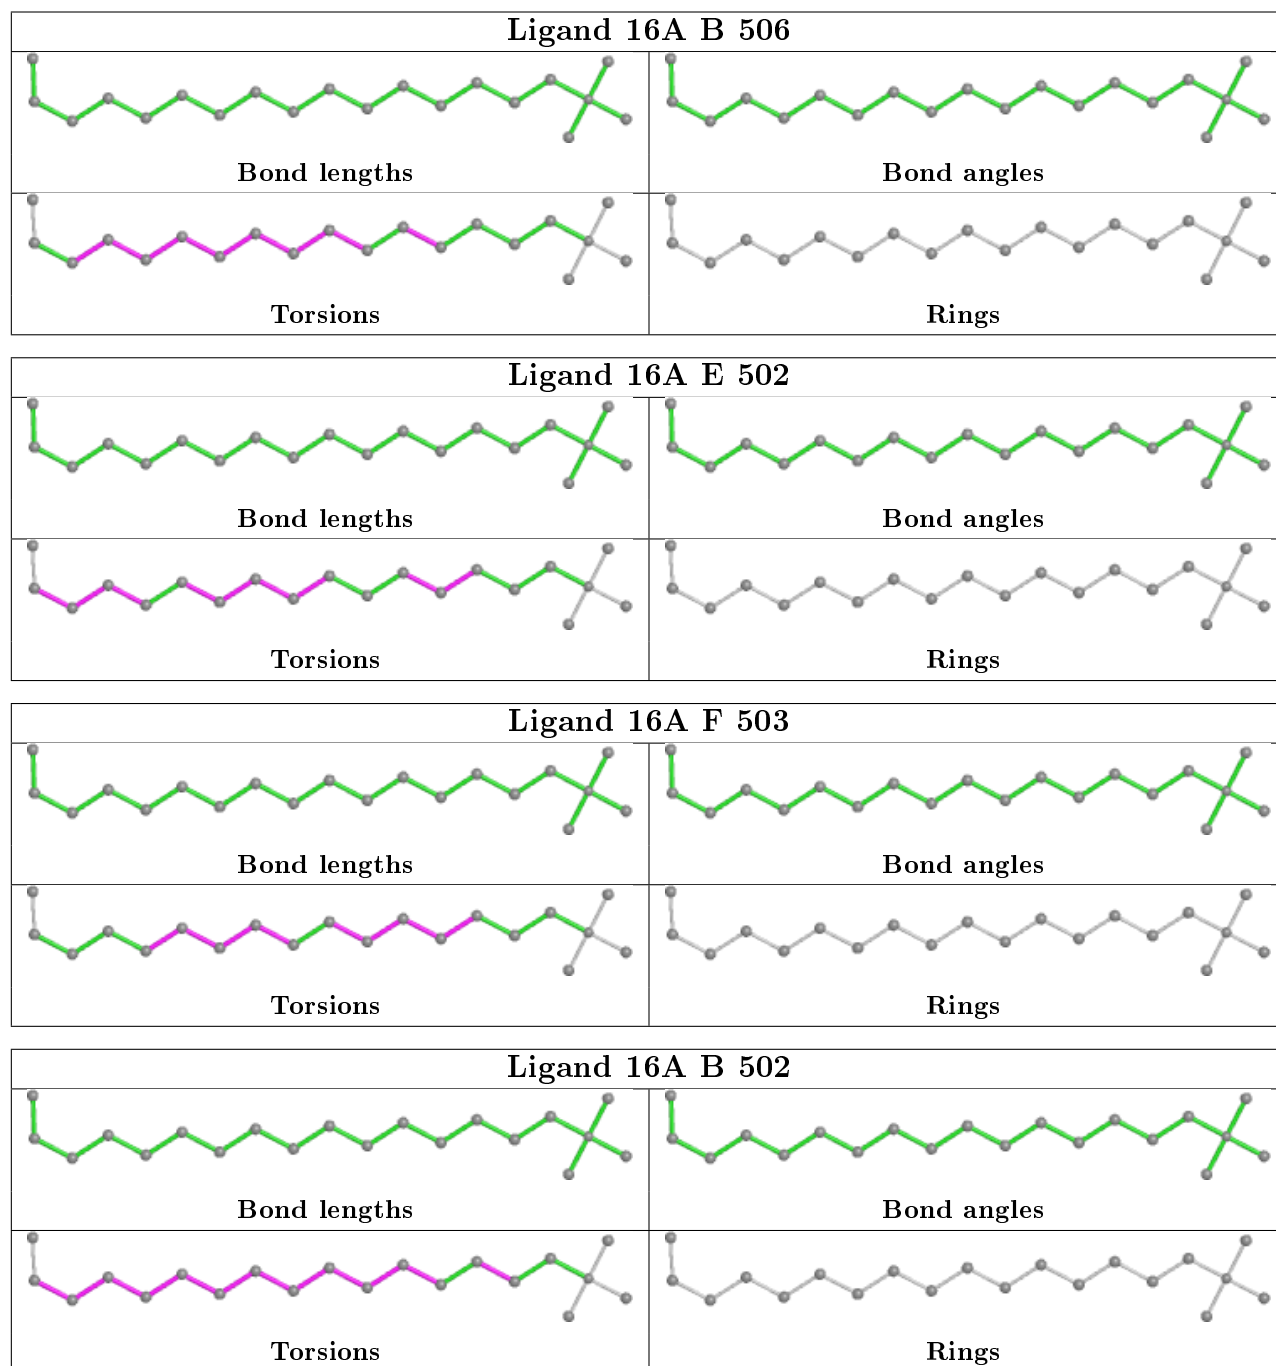 Ligand 16A B 506
Bond lengths
Bond angles
Torsions
Rings
Ligand 16A E 502
Bond lengths
Bond angles
Torsions
Rings
Ligand 16A F 503
Bond lengths
Bond angles
Torsions
Rings
Ligand 16A B 502
Bond lengths
Bond angles
Torsions
Rings